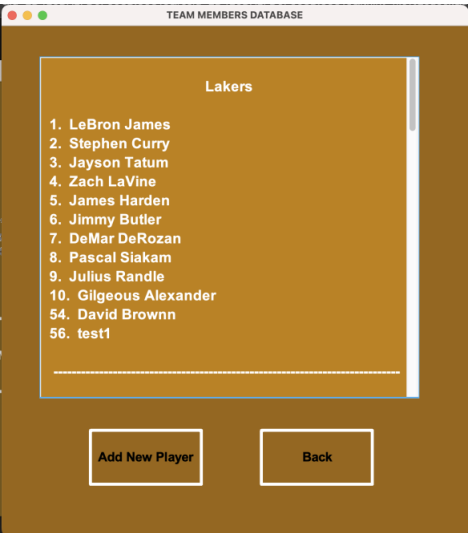 TEAM MEMBERS DATABASE
Lakers
1. LeBron James
2. Stephen Curry
3. Jayson Tatum
4. Zach LaVine
5. James Harden
6. Jimmy Butler
7. DeMar DeRozan
8. Pascal Siakam
9. Julius Randle
10. Gilgeous Alexander
54. David Brownn
56. test1
--------------------------------------------------------------------------------
Add New Player
Back